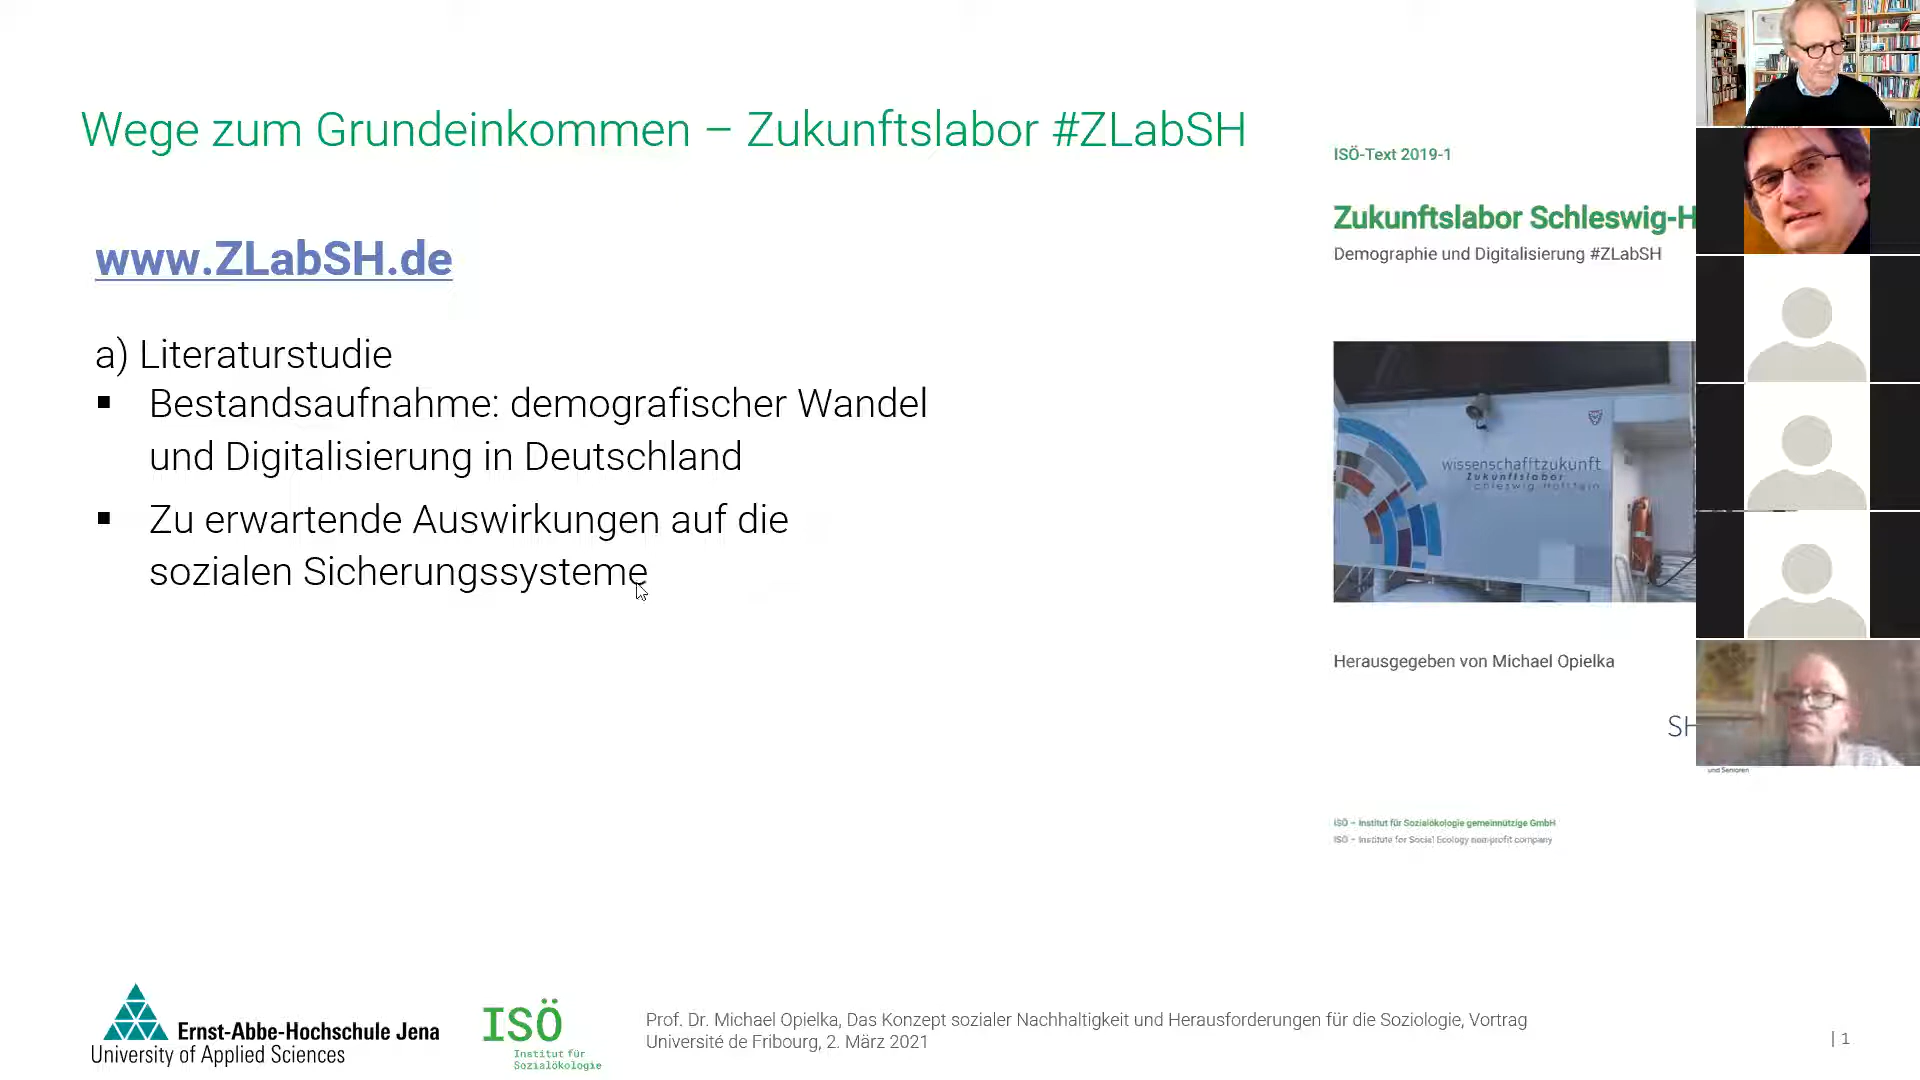 Wege zum Grundeinkommen – Zukunftslabor #ZLabSH
www.ZLabSH.de
a) Literaturstudie
▪ Bestandsaufnahme: demografischer Wandel
und Digitalisierung in Deutschland
▪ Zu erwartende Auswirkungen auf die
sozialen Sicherungssysteme
ISÖ-Text 2019-1
Zukunftslabor Schleswig-H
Demographie und Digitalisierung #ZLabSH
wissenschafftzukunft
Zukunftslabor
chleswig Holstein
Herausgegeben von Michael Opielka
SH
und Senioren
ISÖ – Institut für Sozialökologie gemeinnützige GmbH
ISÖ – Institute for Social Ecology non-profit company
Ernst-Abbe-Hochschule Jena
University of Applied Sciences
ISÖ
Institut für
Sozialökologie
Prof. Dr. Michael Opielka, Das Konzept sozialer Nachhaltigkeit und Herausforderungen für die Soziologie, Vortrag
Université de Fribourg, 2. März 2021
| 1